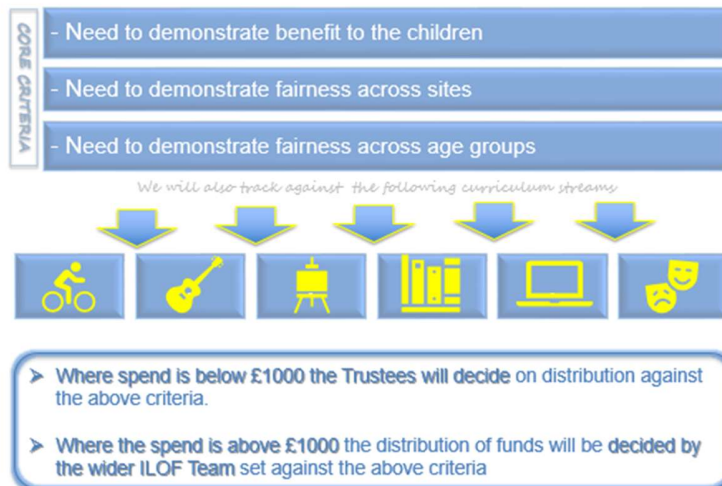 CORE CRITERIA
- Need to demonstrate benefit to the children
- Need to demonstrate fairness across sites
- Need to demonstrate fairness across age groups
We will also track against the following curriculum streams
➤ Where spend is below £1000 the Trustees will decide on distribution against
the above criteria.
➤ Where the spend is above £1000 the distribution of funds will be decided by
the wider ILOF Team set against the above criteria